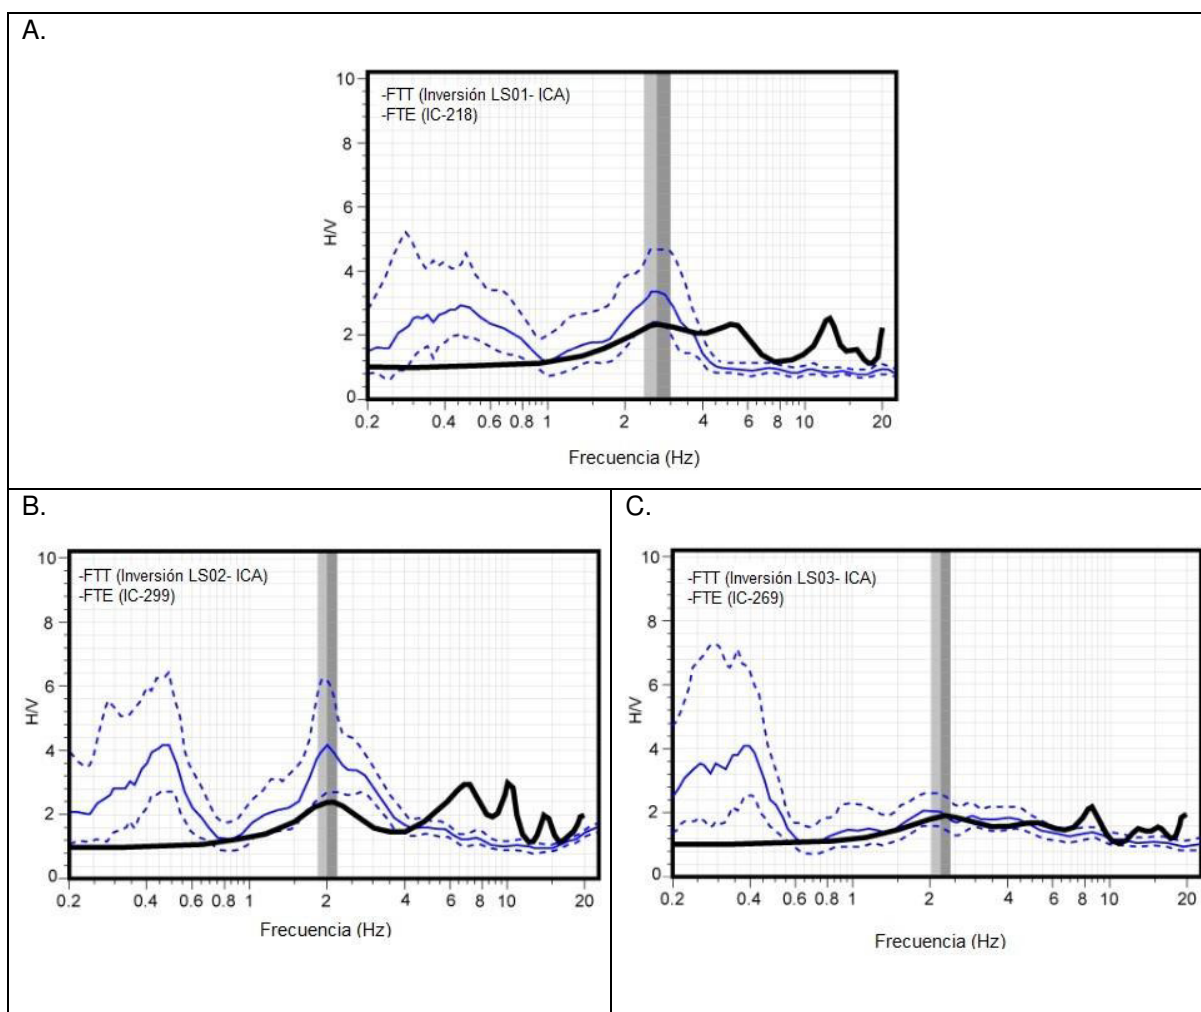 A.
-FTT (Inversión LS01- ICA)
-FTE (IC-218)
10
8
6
4
2
0
H/V
0.2 0.4 0.6 0.8 1 2 4 6 8 10 20
Frecuencia (Hz)
B.
-FTT (Inversión LS02- ICA)
-FTE (IC-299)
10
8
6
4
2
0
H/V
0.2 0.4 0.6 0.8 1 2 4 6 8 10 20
Frecuencia (Hz)
C.
-FTT (Inversión LS03- ICA)
-FTE (IC-269)
10
8
6
4
2
0
H/V
0.2 0.4 0.6 0.8 1 2 4 6 8 10 20
Frecuencia (Hz)